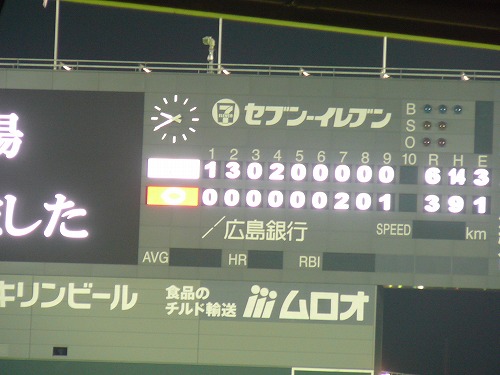 セブン-イレブン
B
S
O
1 2 3 4 5 6 7 8 9 10 R H E
1 3 0 2 0 0 0 0 0 6 14 3
0 0 0 0 0 0 2 0 1 3 9 1
場
した
広島銀行
SPEED km
AVG HR RBI
キリンビール
食品の
チルド輸送
ムロオ